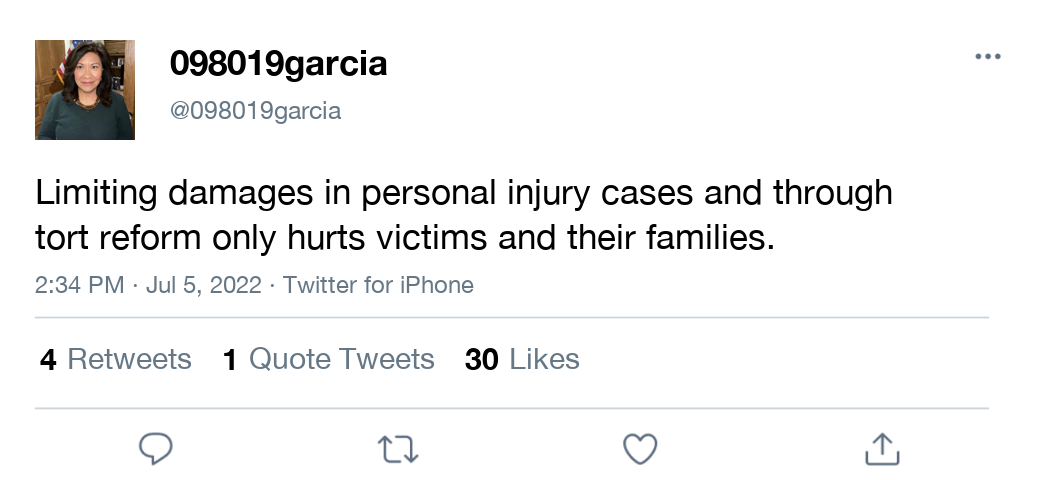 098019garcia
@098019garcia
Limiting damages in personal injury cases and through
tort reform only hurts victims and their families.
2:34 PM · Jul 5, 2022 · Twitter for iPhone
4 Retweets 1 Quote Tweets 30 Likes